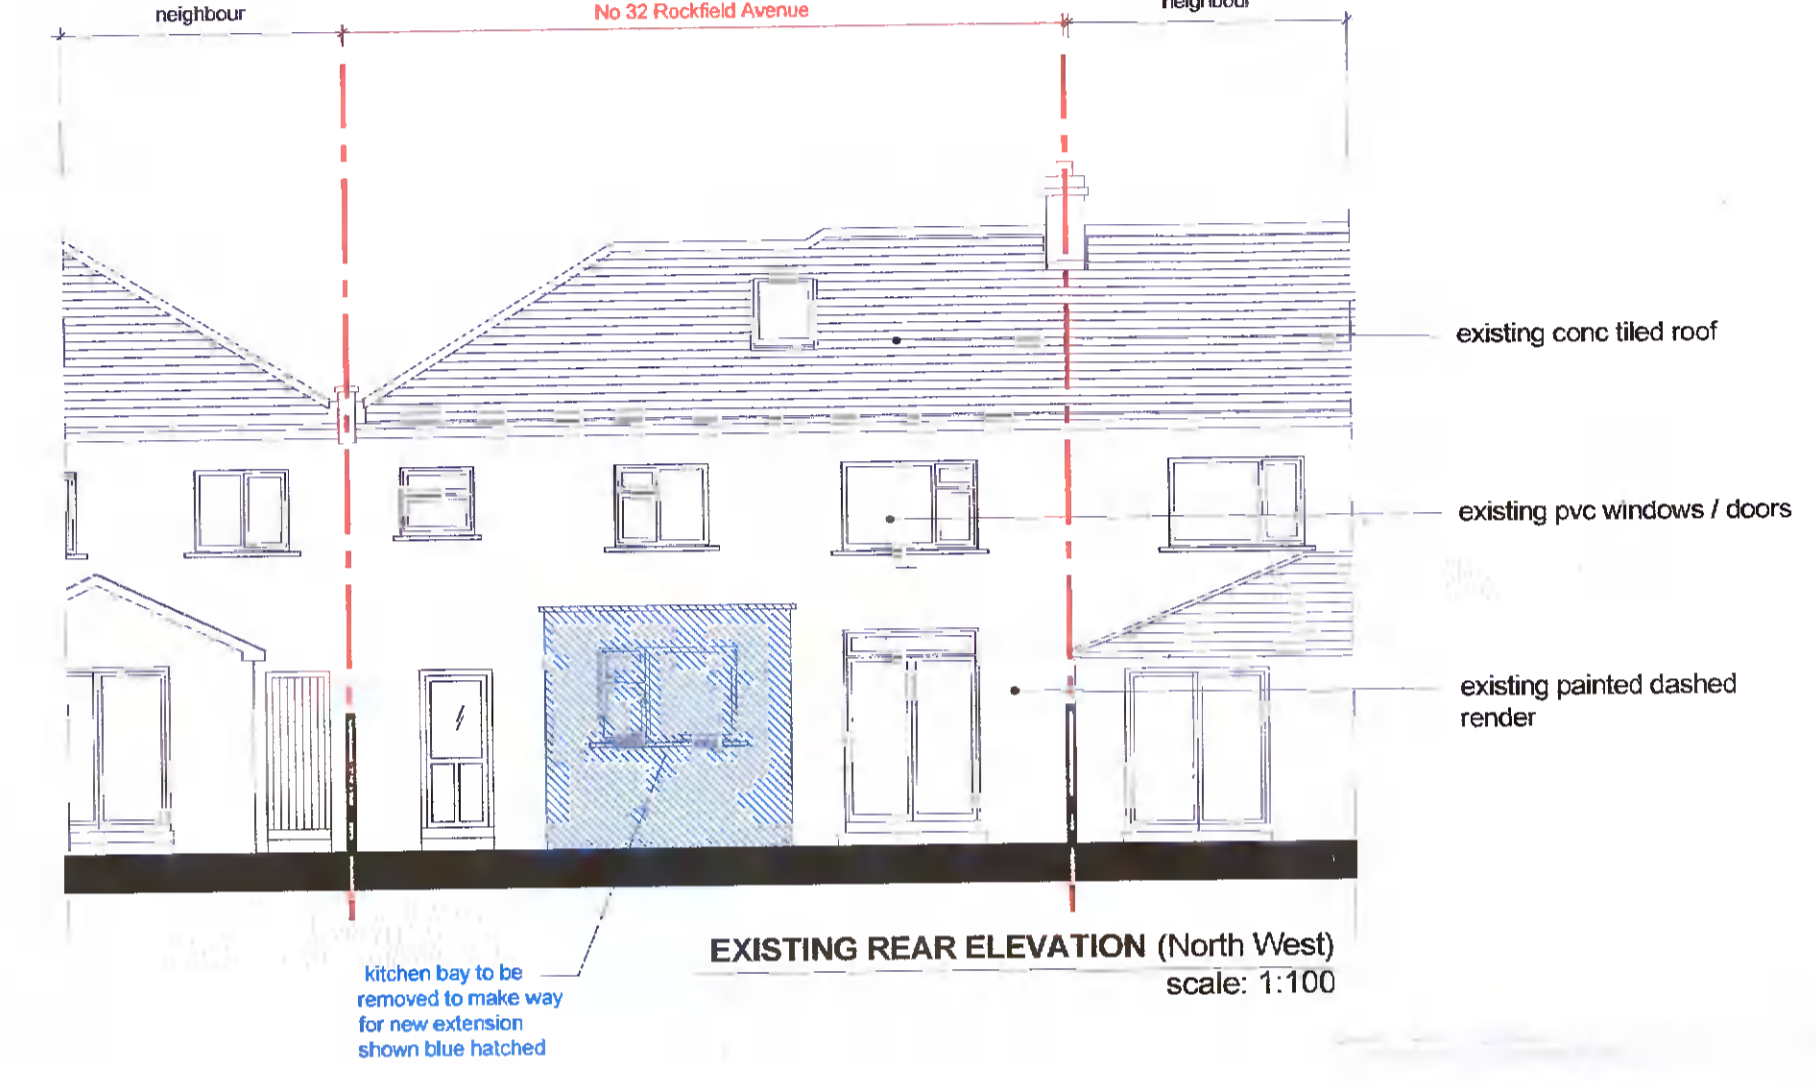 neighbour
No 32 Rockfield Avenue
neighbour
existing conc tiled roof
existing pvc windows / doors
existing painted dashed
render
EXISTING REAR ELEVATION (North West)
scale: 1:100
kitchen bay to be
removed to make way
for new extension
shown blue hatched